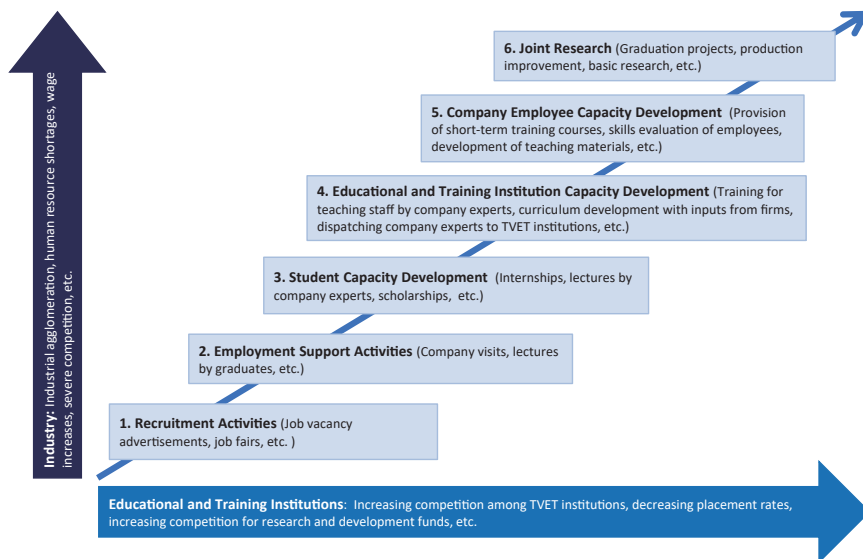 6. Joint Research (Graduation projects, production
improvement, basic research, etc.)
5. Company Employee Capacity Development (Provision
of short-term training courses, skills evaluation of employees,
development of teaching materials, etc.)
4. Educational and Training Institution Capacity Development (Training for
teaching staff by company experts, curriculum development with inputs from firms,
dispatching company experts to TVET institutions, etc.)
3. Student Capacity Development (Internships, lectures by
company experts, scholarships, etc.)
2. Employment Support Activities (Company visits, lectures
by graduates, etc.)
1. Recruitment Activities (Job vacancy
advertisements, job fairs, etc. )
Industry: Industrial agglomeration, human resource shortages, wage
increases, severe competition, etc.
Educational and Training Institutions: Increasing competition among TVET institutions, decreasing placement rates,
increasing competition for research and development funds, etc.